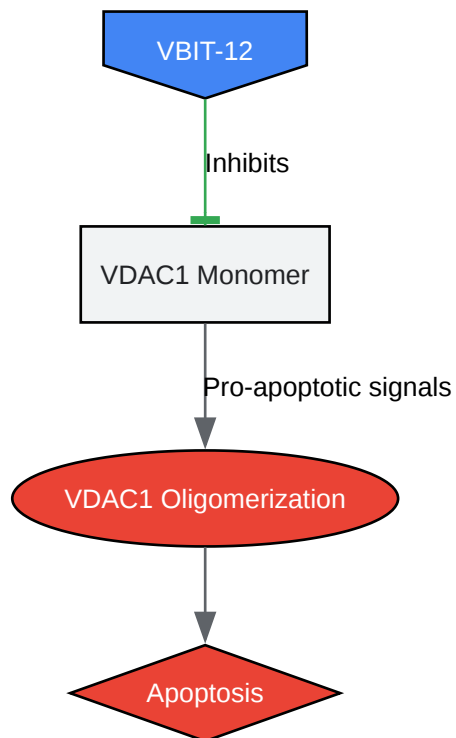 VBIT-12
Inhibits
VDAC1 Monomer
Pro-apoptotic signals
VDAC1 Oligomerization
Apoptosis